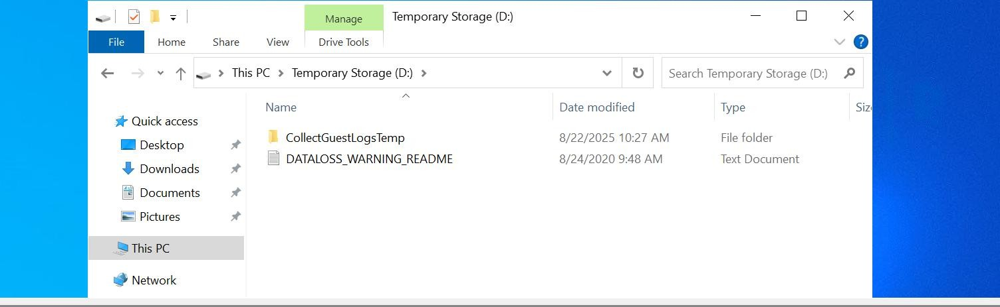 Manage
Temporary Storage (D:)
File
Home
Share
View
Drive Tools
?
This PC
Temporary Storage (D:)
Search Temporary Storage (D:)
Name
Date modified
Type
Quick access
Desktop
Downloads
Documents
Pictures
This PC
Network
CollectGuestLogsTemp
8/22/2025 10:27 AM
File folder
DATALOSS_WARNING_README
8/24/2020 9:48 AM
Text Document